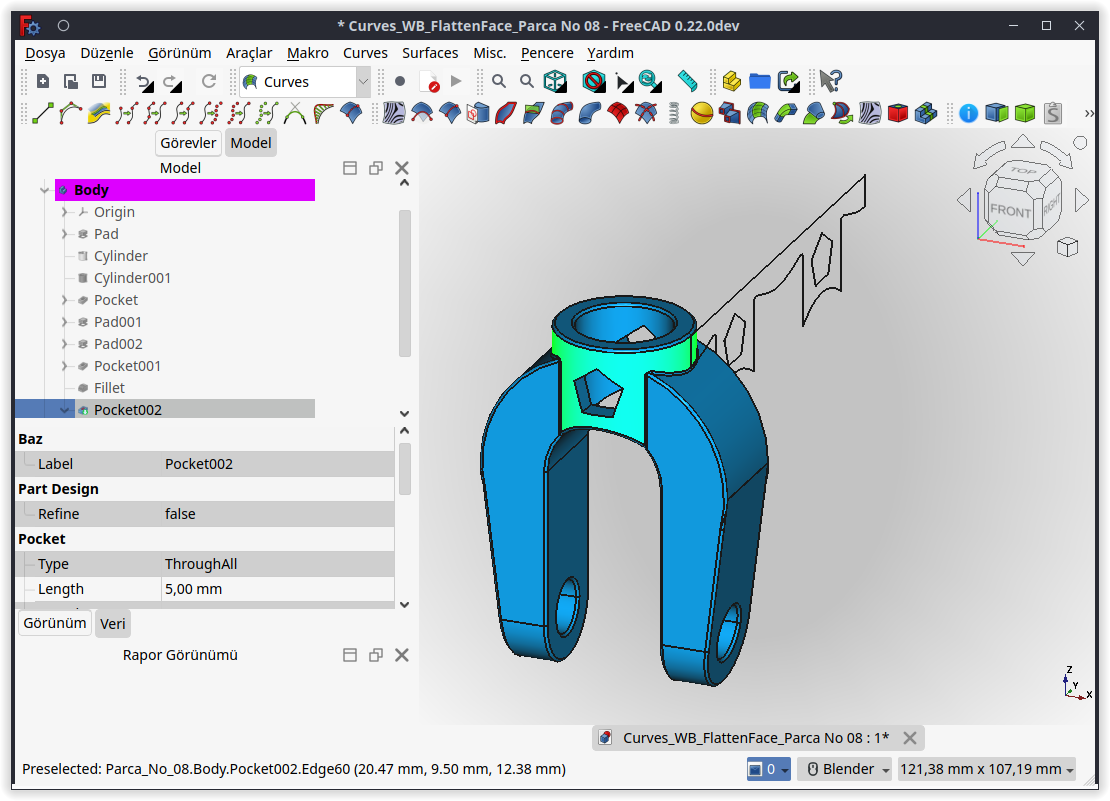 * Curves_WB_FlattenFace_Parca No 08 - FreeCAD 0.22.0dev
Dosya Düzenle Görünüm Araçlar Makro Curves Surfaces Misc. Pencere Yardım
Curves
Görevler Model
Model
Body
Origin
Pad
Cylinder
Cylinder001
Pocket
Pad001
Pad002
Pocket001
Fillet
Pocket002
Baz
Label Pocket002
Part Design
Refine false
Pocket
Type ThroughAll
Length 5,00 mm
Görünüm Veri
Rapor Görünümü
TOP
FRONT
RIGHT
Z
Y
X
Curves_WB_FlattenFace_Parca No 08 : 1*
Preselected: Parca_No_08.Body.Pocket002.Edge60 (20.47 mm, 9.50 mm, 12.38 mm)
0 Blender 121,38 mm x 107,19 mm